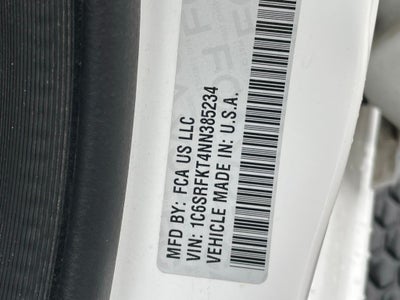 MFD BY: FCA US LLC
VIN: 1C6SRFKT4NN385234
VEHICLE MADE IN: U.S.A.